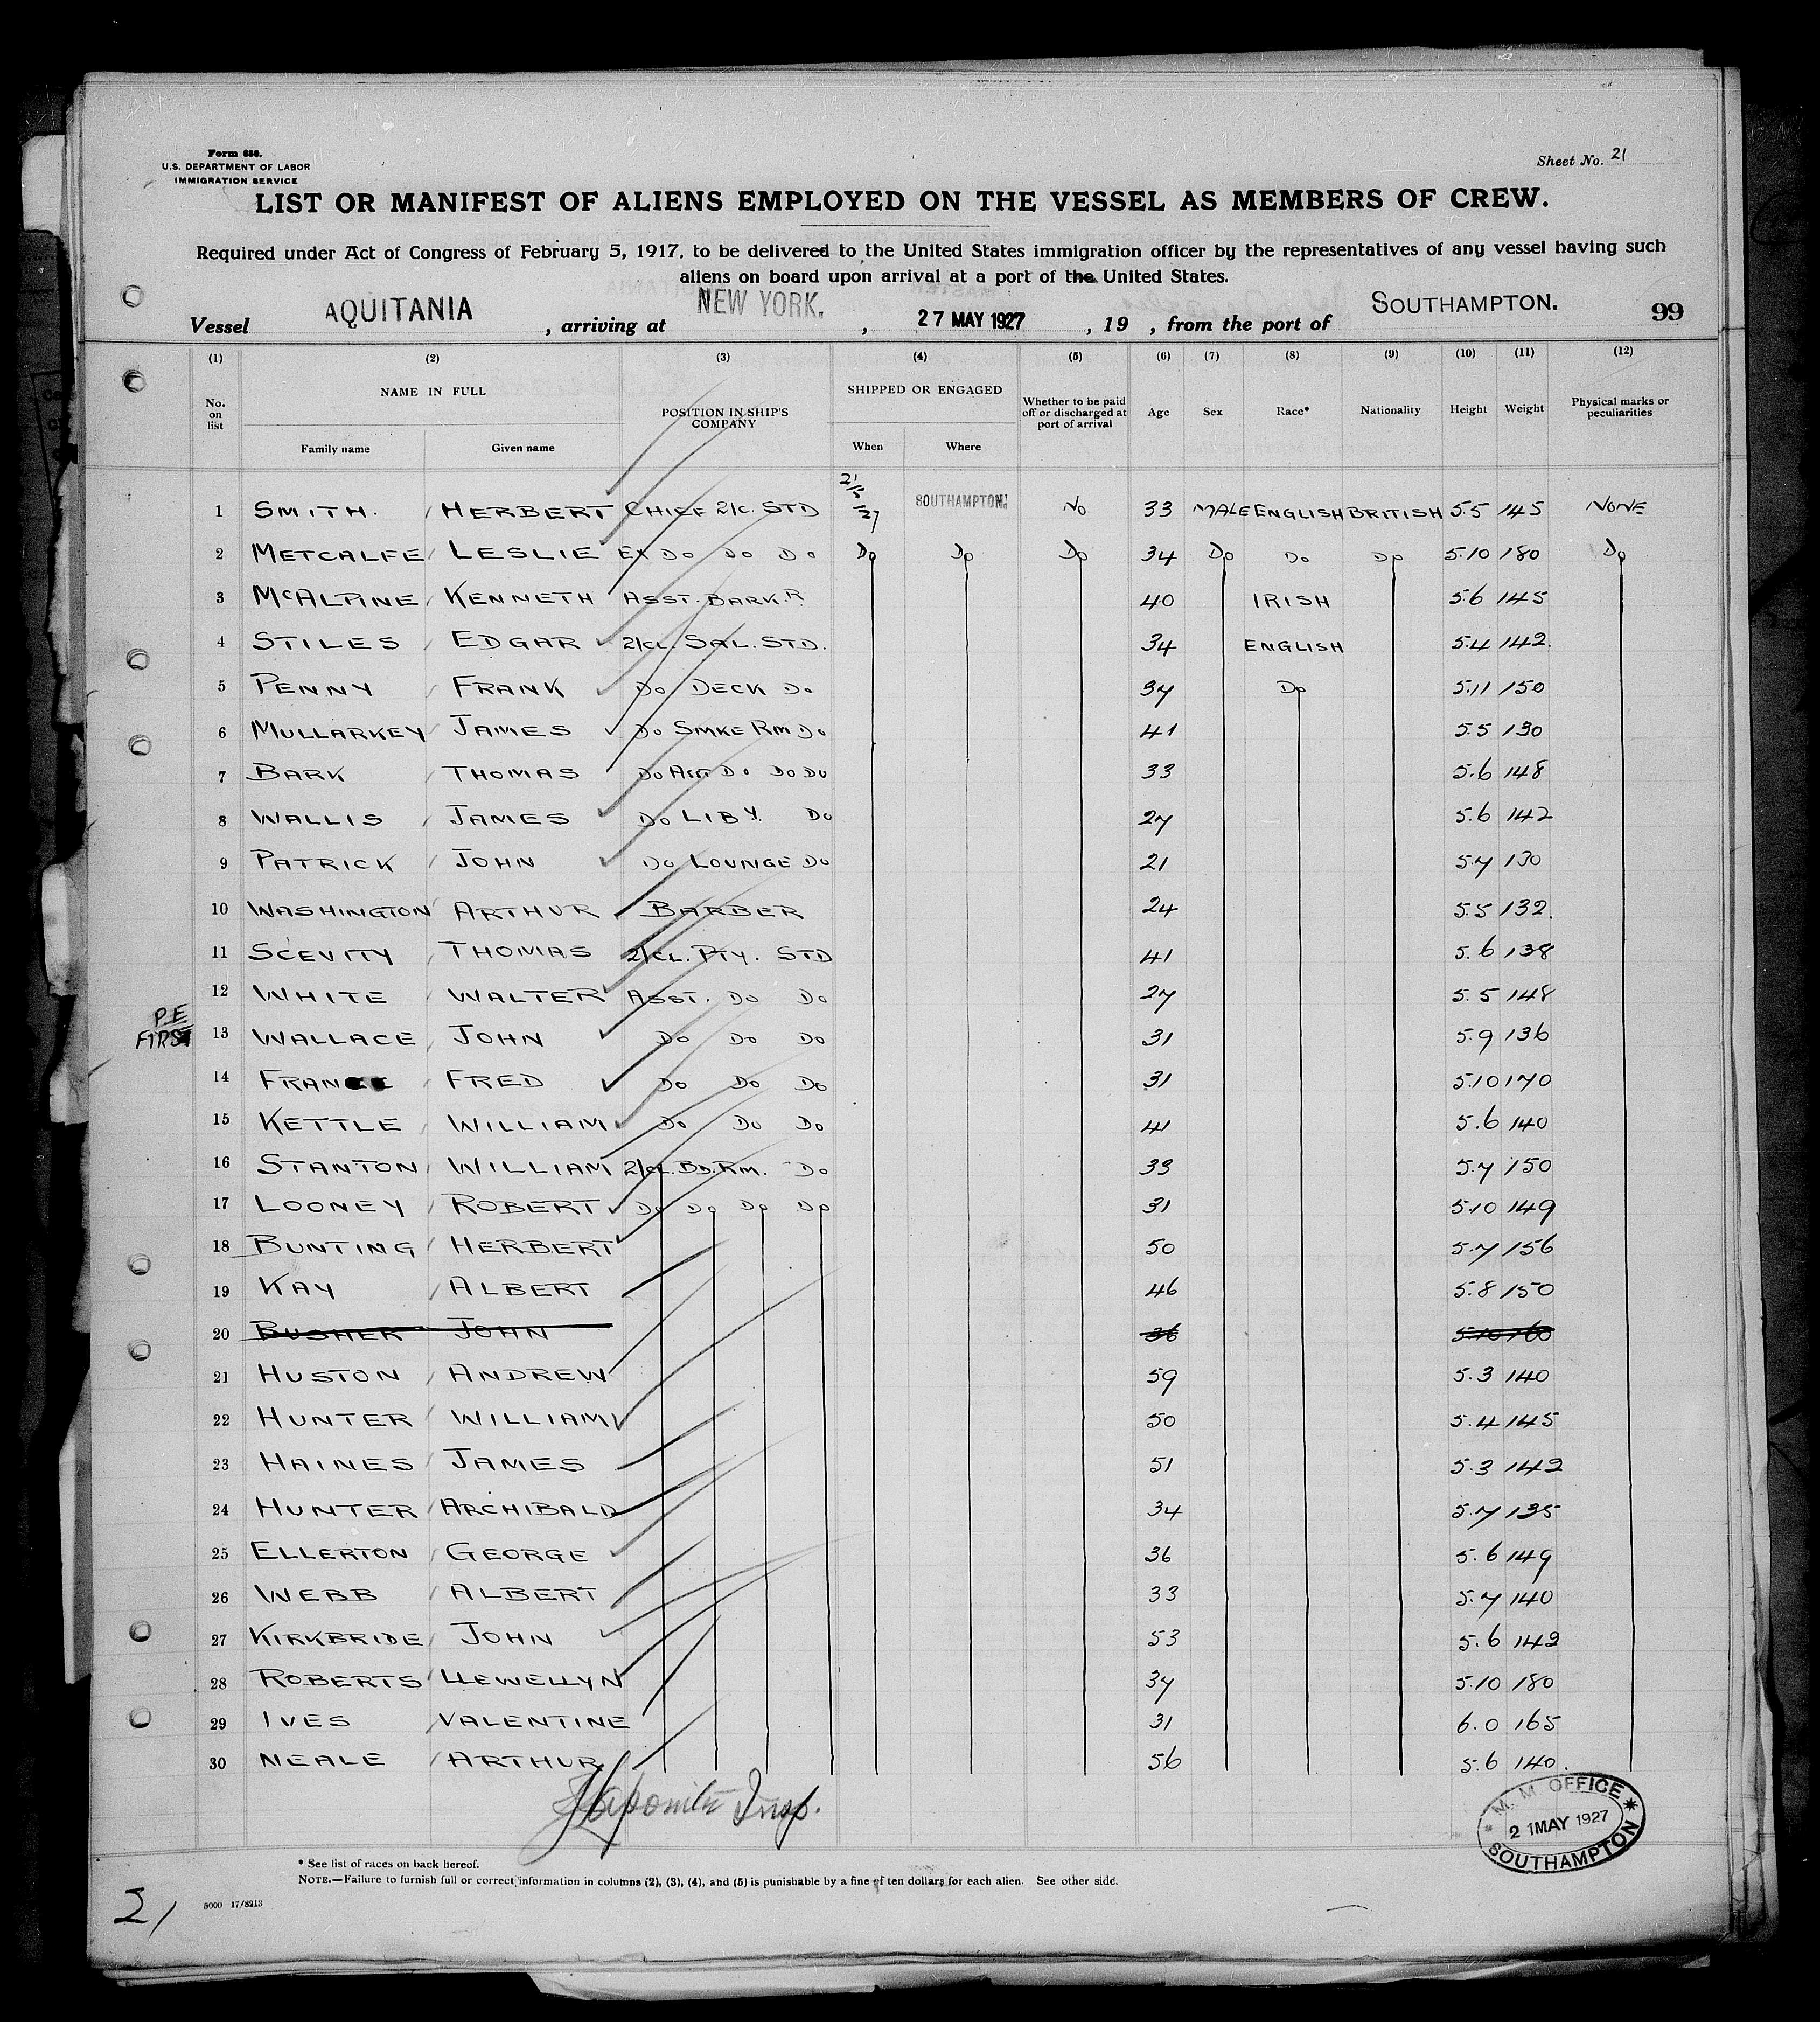 Form 680.
U.S. DEPARTMENT OF LABOR
IMMIGRATION SERVICE
Sheet No. 21
LIST OR MANIFEST OF ALIENS EMPLOYED ON THE VESSEL AS MEMBERS OF CREW.
Required under Act of Congress of February 5, 1917, to be delivered to the United States immigration officer by the representatives of any vessel having such
aliens on board upon arrival at a port of the United States.
Vessel AQUITANIA, arriving at NEW YORK, 27 MAY 1927, 19 , from the port of SOUTHAMPTON. 99
(1) (2) (3) (4) (5) (6) (7) (8) (9) (10) (11) (12)
No. on list NAME IN FULL POSITION IN SHIP'S COMPANY SHIPPED OR ENGAGED Whether to be paid off or discharged at port of arrival Age Sex Race* Nationality Height Weight Physical marks or peculiarities
Family name Given name When Where
1 SMITH. HERBERT CHIEF 2/C. STD 21/5/27 SOUTHAMPTON. NO 33 MALE ENGLISH BRITISH 5.5 145 NONE
2 METCALFE LESLIE EX DO DO DO DO DO DO 34 DO DO DO 5.10 180 DO
3 McALPINE KENNETH ASST. BARK.R 40 IRISH 5.6 145
4 STILES EDGAR 2/CL. SAL. STD. 34 ENGLISH 5.4 142.
5 PENNY FRANK DO DECK DO 37 DO 5.11 150
6 MULLARKEY JAMES DO SMKE RM DO 41 5.5 130
7 BARK THOMAS DO ASST DO DO DO 33 5.6 148
8 WALLIS JAMES DO LIBY. DO 27 5.6 142
9 PATRICK JOHN DO LOUNGE DO 21 5.7 130
10 WASHINGTON ARTHUR BARBER 24 5.5 132.
11 SCEVITY THOMAS 2/CL. PTY. STD 41 5.6 138
12 WHITE WALTER ASST. DO DO 27 5.5 148
P.E FIRST 13 WALLACE JOHN DO DO DO 31 5.9 136
14 FRED DO DO DO 31 5.10 170
15 KETTLE WILLIAM DO DO DO 41 5.6 140
16 STANTON WILLIAM 2/CL. BD. RM. DO 33 5.7 150
17 LOONEY ROBERT DO DO DO DO 31 5.10 149
18 BUNTING HERBERT 50 5.7 156
19 KAY ALBERT 46 5.8 150
20 BUSHER JOHN 36 5.10 160
21 HUSTON ANDREW 59 5.3 140
22 HUNTER WILLIAM 50 5.4 145
23 HAINES JAMES 51 5.3 142
24 HUNTER ARCHIBALD 34 5.7 135
25 ELLERTON GEORGE 36 5.6 149
26 WEBB ALBERT 33 5.7 140
27 KIRKBRIDE JOHN 53 5.6 142
28 ROBERTS LLEWELLYN 37 5.10 180
29 IVES VALENTINE 31 6.0 165
30 NEALE ARTHUR 56 5.6 140.
Insp.
M. M. OFFICE
21 MAY 1927
SOUTHAMPTON
* See list of races on back hereof.
NOTE.—Failure to furnish full or correct information in columns (2), (3), (4), and (5) is punishable by a fine of ten dollars for each alien. See other side.
21
5000 17/8213